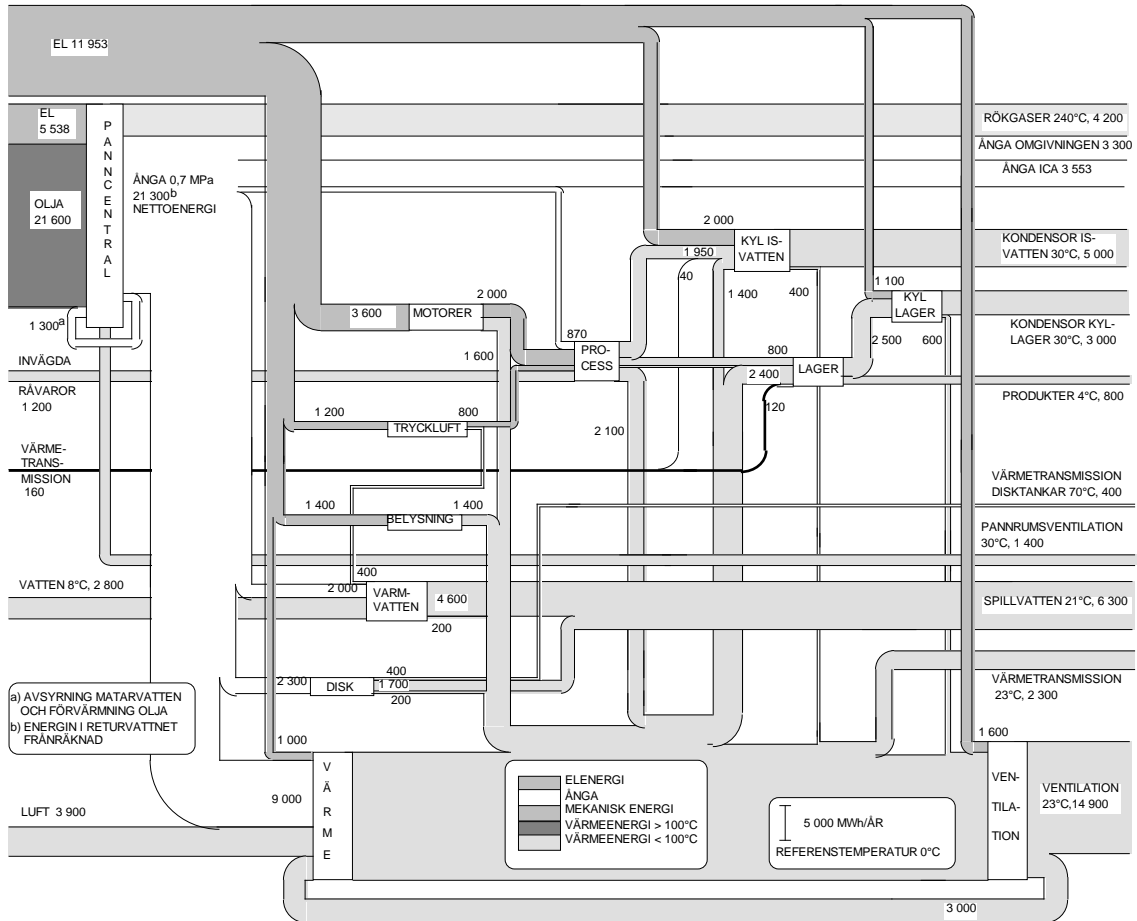 EL 11 953
EL
5 538
PANNCENTRAL
OLJA
21 600
ÅNGA 0,7 MPa
21 300b
NETTOENERGI
1 300a
INVÄGDA
RÅVAROR
1 200
VÄRME-
TRANS-
MISSION
160
VATTEN 8°C, 2 800
LUFT 3 900
a) AVSYRNING MATARVATTEN
OCH FÖRVÄRMNING OLJA
b) ENERGIN I RETURVATTNET
FRÅNRÄKNAD
3 600
MOTORER
2 000
1 600
870
PRO-
CESS
1 200
TRYCKLUFT
800
1 400
BELYSNING
1 400
400
2 000
VARM-
VATTEN
4 600
200
400
2 300
DISK
1 700
200
1 000
9 000
VÄRME
2 100
2 000
1 950
KYL IS-
VATTEN
40
1 400
400
800
2 400
LAGER
120
1 100
KYL
LAGER
2 500
600
1 600
VEN-
TILA-
TION
3 000
ELENERGI
ÅNGA
MEKANISK ENERGI
VÄRMEENERGI > 100°C
VÄRMEENERGI < 100°C
5 000 MWh/ÅR
REFERENSTEMPERATUR 0°C
RÖKGASER 240°C, 4 200
ÅNGA OMGIVNINGEN 3 300
ÅNGA ICA 3 553
KONDENSOR IS-
VATTEN 30°C, 5 000
KONDENSOR KYL-
LAGER 30°C, 3 000
PRODUKTER 4°C, 800
VÄRMETRANSMISSION
DISKTANKAR 70°C, 400
PANNRUMSVENTILATION
30°C, 1 400
SPILLVATTEN 21°C, 6 300
VÄRMETRANSMISSION
23°C, 2 300
VENTILATION
23°C,14 900